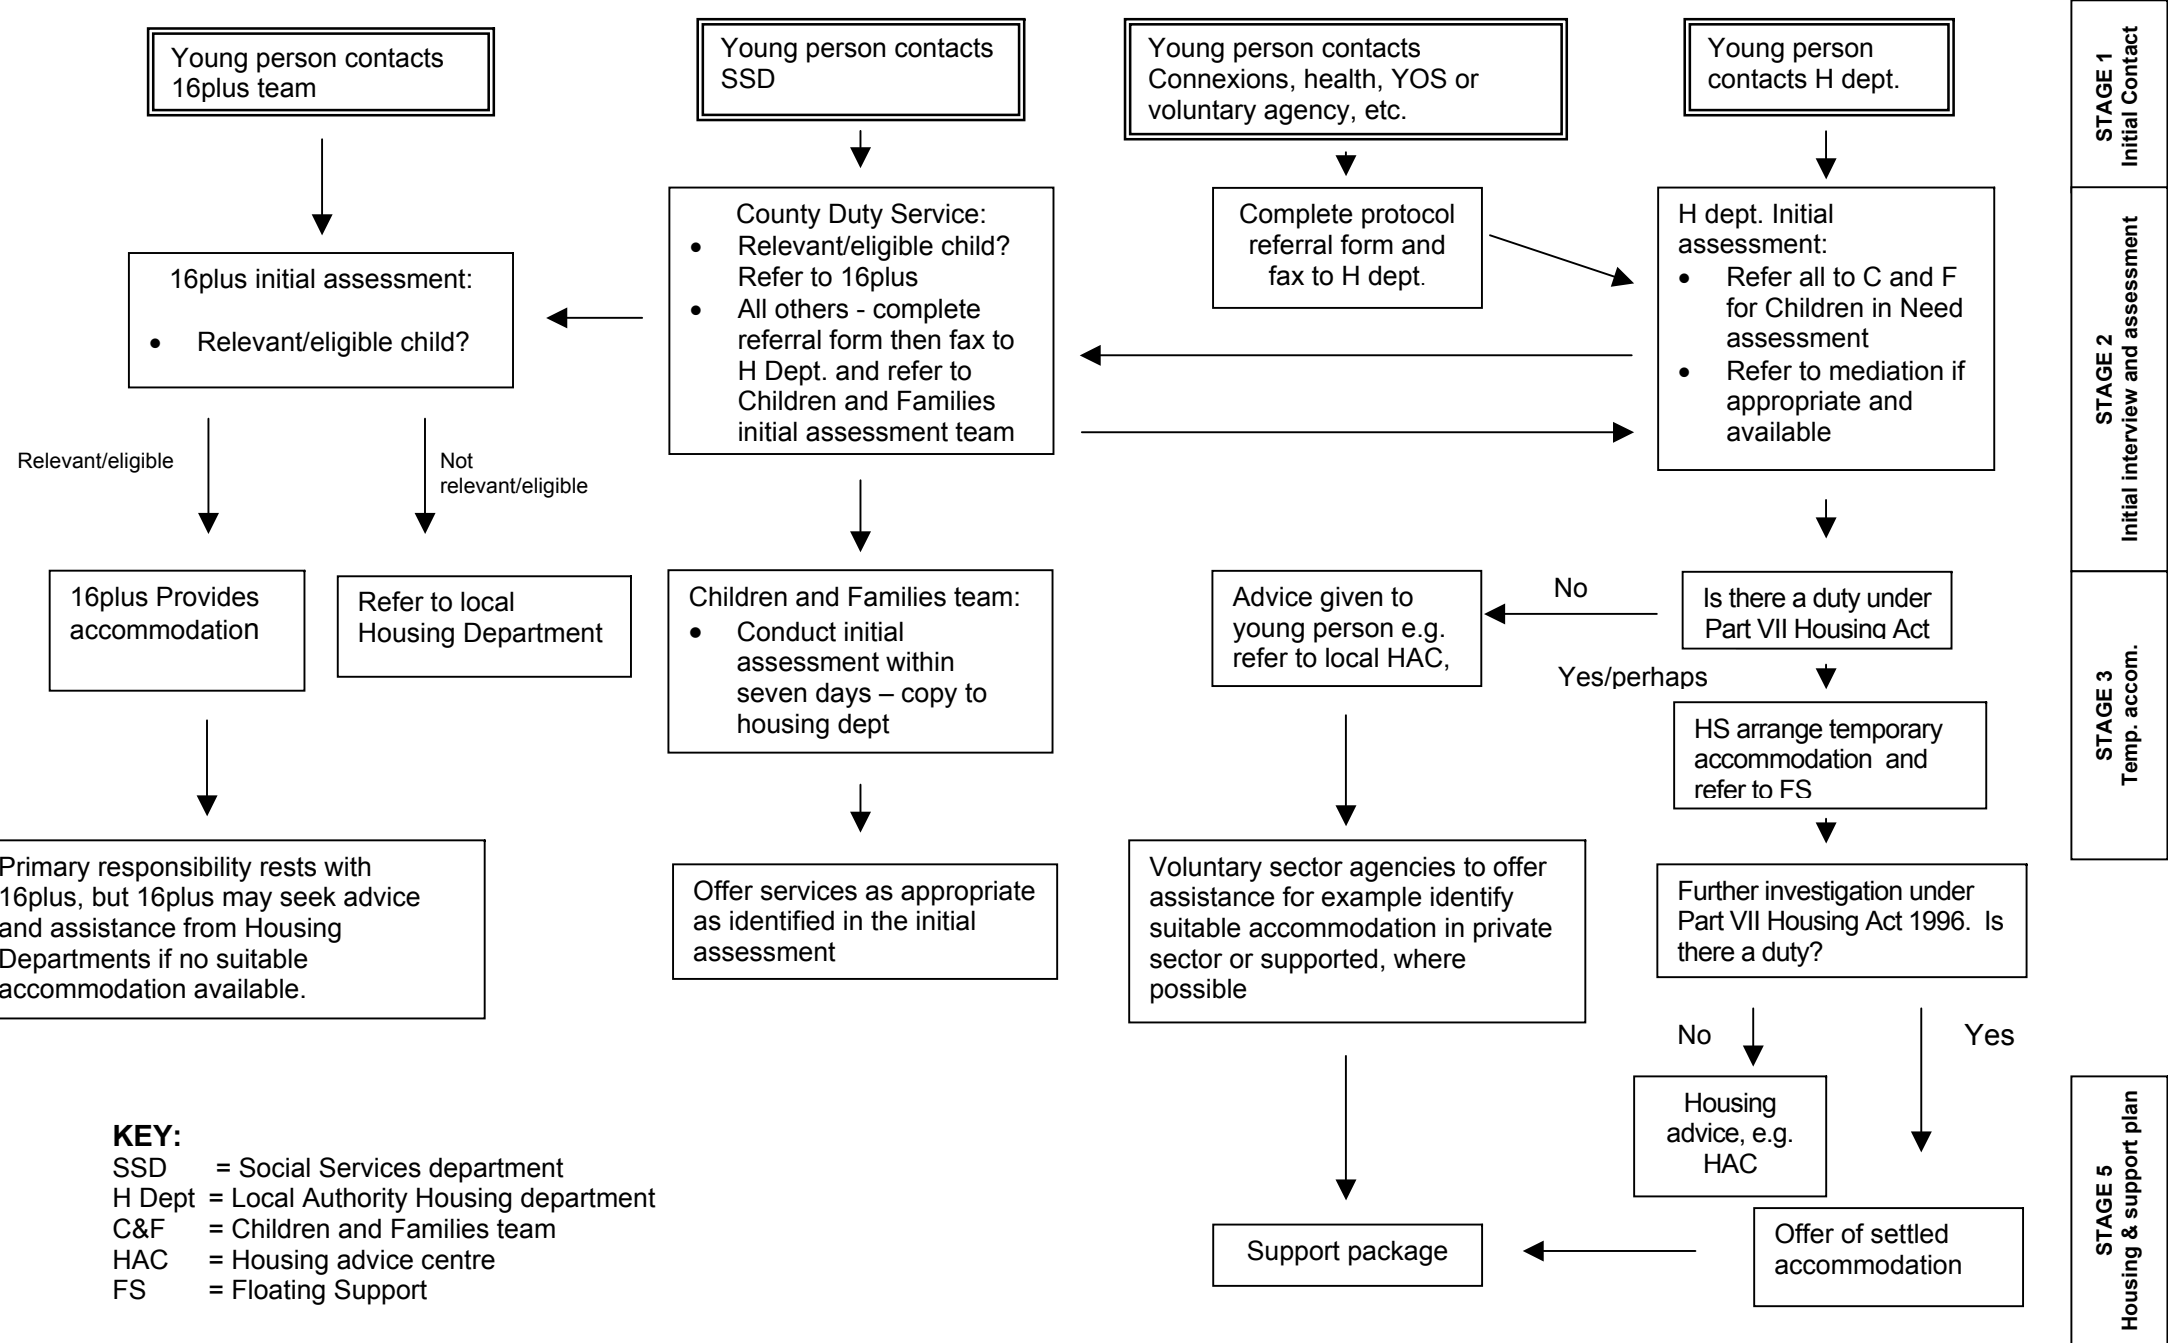 Young person contacts
16plus team
Young person contacts
SSD
Young person contacts
Connexions, health, YOS or
voluntary agency, etc.
Young person
contacts H dept.
STAGE 1
Initial Contact
16plus initial assessment:
• Relevant/eligible child?
County Duty Service:
• Relevant/eligible child?
Refer to 16plus
• All others - complete
referral form then fax to
H Dept. and refer to
Children and Families
initial assessment team
Complete protocol
referral form and
fax to H dept.
H dept. Initial
assessment:
• Refer all to C and F
for Children in Need
assessment
• Refer to mediation if
appropriate and
available
STAGE 2
Initial interview and assessment
Relevant/eligible
Not
relevant/eligible
16plus Provides
accommodation
Refer to local
Housing Department
Children and Families team:
• Conduct initial
assessment within
seven days – copy to
housing dept
Advice given to
young person e.g.
refer to local HAC,
No
Is there a duty under
Part VII Housing Act
Yes/perhaps
HS arrange temporary
accommodation and
refer to FS
STAGE 3
Temp. accom.
Primary responsibility rests with
16plus, but 16plus may seek advice
and assistance from Housing
Departments if no suitable
accommodation available.
Offer services as appropriate
as identified in the initial
assessment
Voluntary sector agencies to offer
assistance for example identify
suitable accommodation in private
sector or supported, where
possible
Further investigation under
Part VII Housing Act 1996. Is
there a duty?
No
Yes
Housing
advice, e.g.
HAC
Support package
Offer of settled
accommodation
STAGE 5
Housing & support plan
KEY:
SSD = Social Services department
H Dept = Local Authority Housing department
C&F = Children and Families team
HAC = Housing advice centre
FS = Floating Support